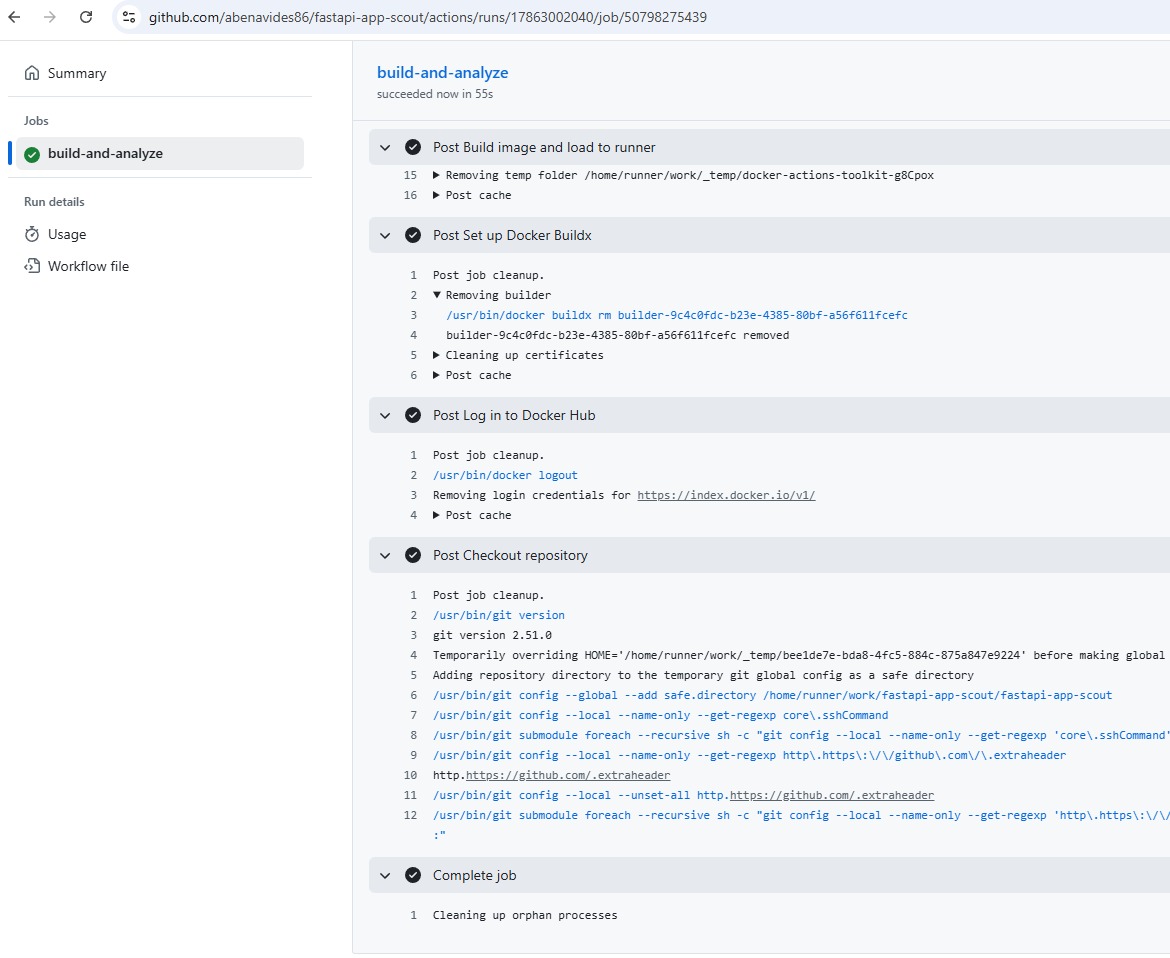 github.com/abenavides86/fastapi-app-scout/actions/runs/17863002040/job/50798275439
Summary
Jobs
build-and-analyze
Run details
Usage
Workflow file
build-and-analyze
succeeded now in 55s
Post Build image and load to runner
15 Removing temp folder /home/runner/work/_temp/docker-actions-toolkit-g8Cpox
16 Post cache
Post Set up Docker Buildx
1 Post job cleanup.
2 Removing builder
3 /usr/bin/docker buildx rm builder-9c4c0fdc-b23e-4385-80bf-a56f611fcefc
4 builder-9c4c0fdc-b23e-4385-80bf-a56f611fcefc removed
5 Cleaning up certificates
6 Post cache
Post Log in to Docker Hub
1 Post job cleanup.
2 /usr/bin/docker logout
3 Removing login credentials for https://index.docker.io/v1/
4 Post cache
Post Checkout repository
1 Post job cleanup.
2 /usr/bin/git version
3 git version 2.51.0
4 Temporarily overriding HOME='/home/runner/work/_temp/bee1de7e-bda8-4fc5-884c-875a847e9224' before making global
5 Adding repository directory to the temporary git global config as a safe directory
6 /usr/bin/git config --global --add safe.directory /home/runner/work/fastapi-app-scout/fastapi-app-scout
7 /usr/bin/git config --local --name-only --get-regexp core\.sshCommand
8 /usr/bin/git submodule foreach --recursive sh -c "git config --local --name-only --get-regexp 'core\.sshCommand'
9 /usr/bin/git config --local --name-only --get-regexp http\.https\:\/\/github\.com\/\.extraheader
10 http.https://github.com/.extraheader
11 /usr/bin/git config --local --unset-all http.https://github.com/.extraheader
12 /usr/bin/git submodule foreach --recursive sh -c "git config --local --name-only --get-regexp 'http\.https\:\/\/
:"
Complete job
1 Cleaning up orphan processes